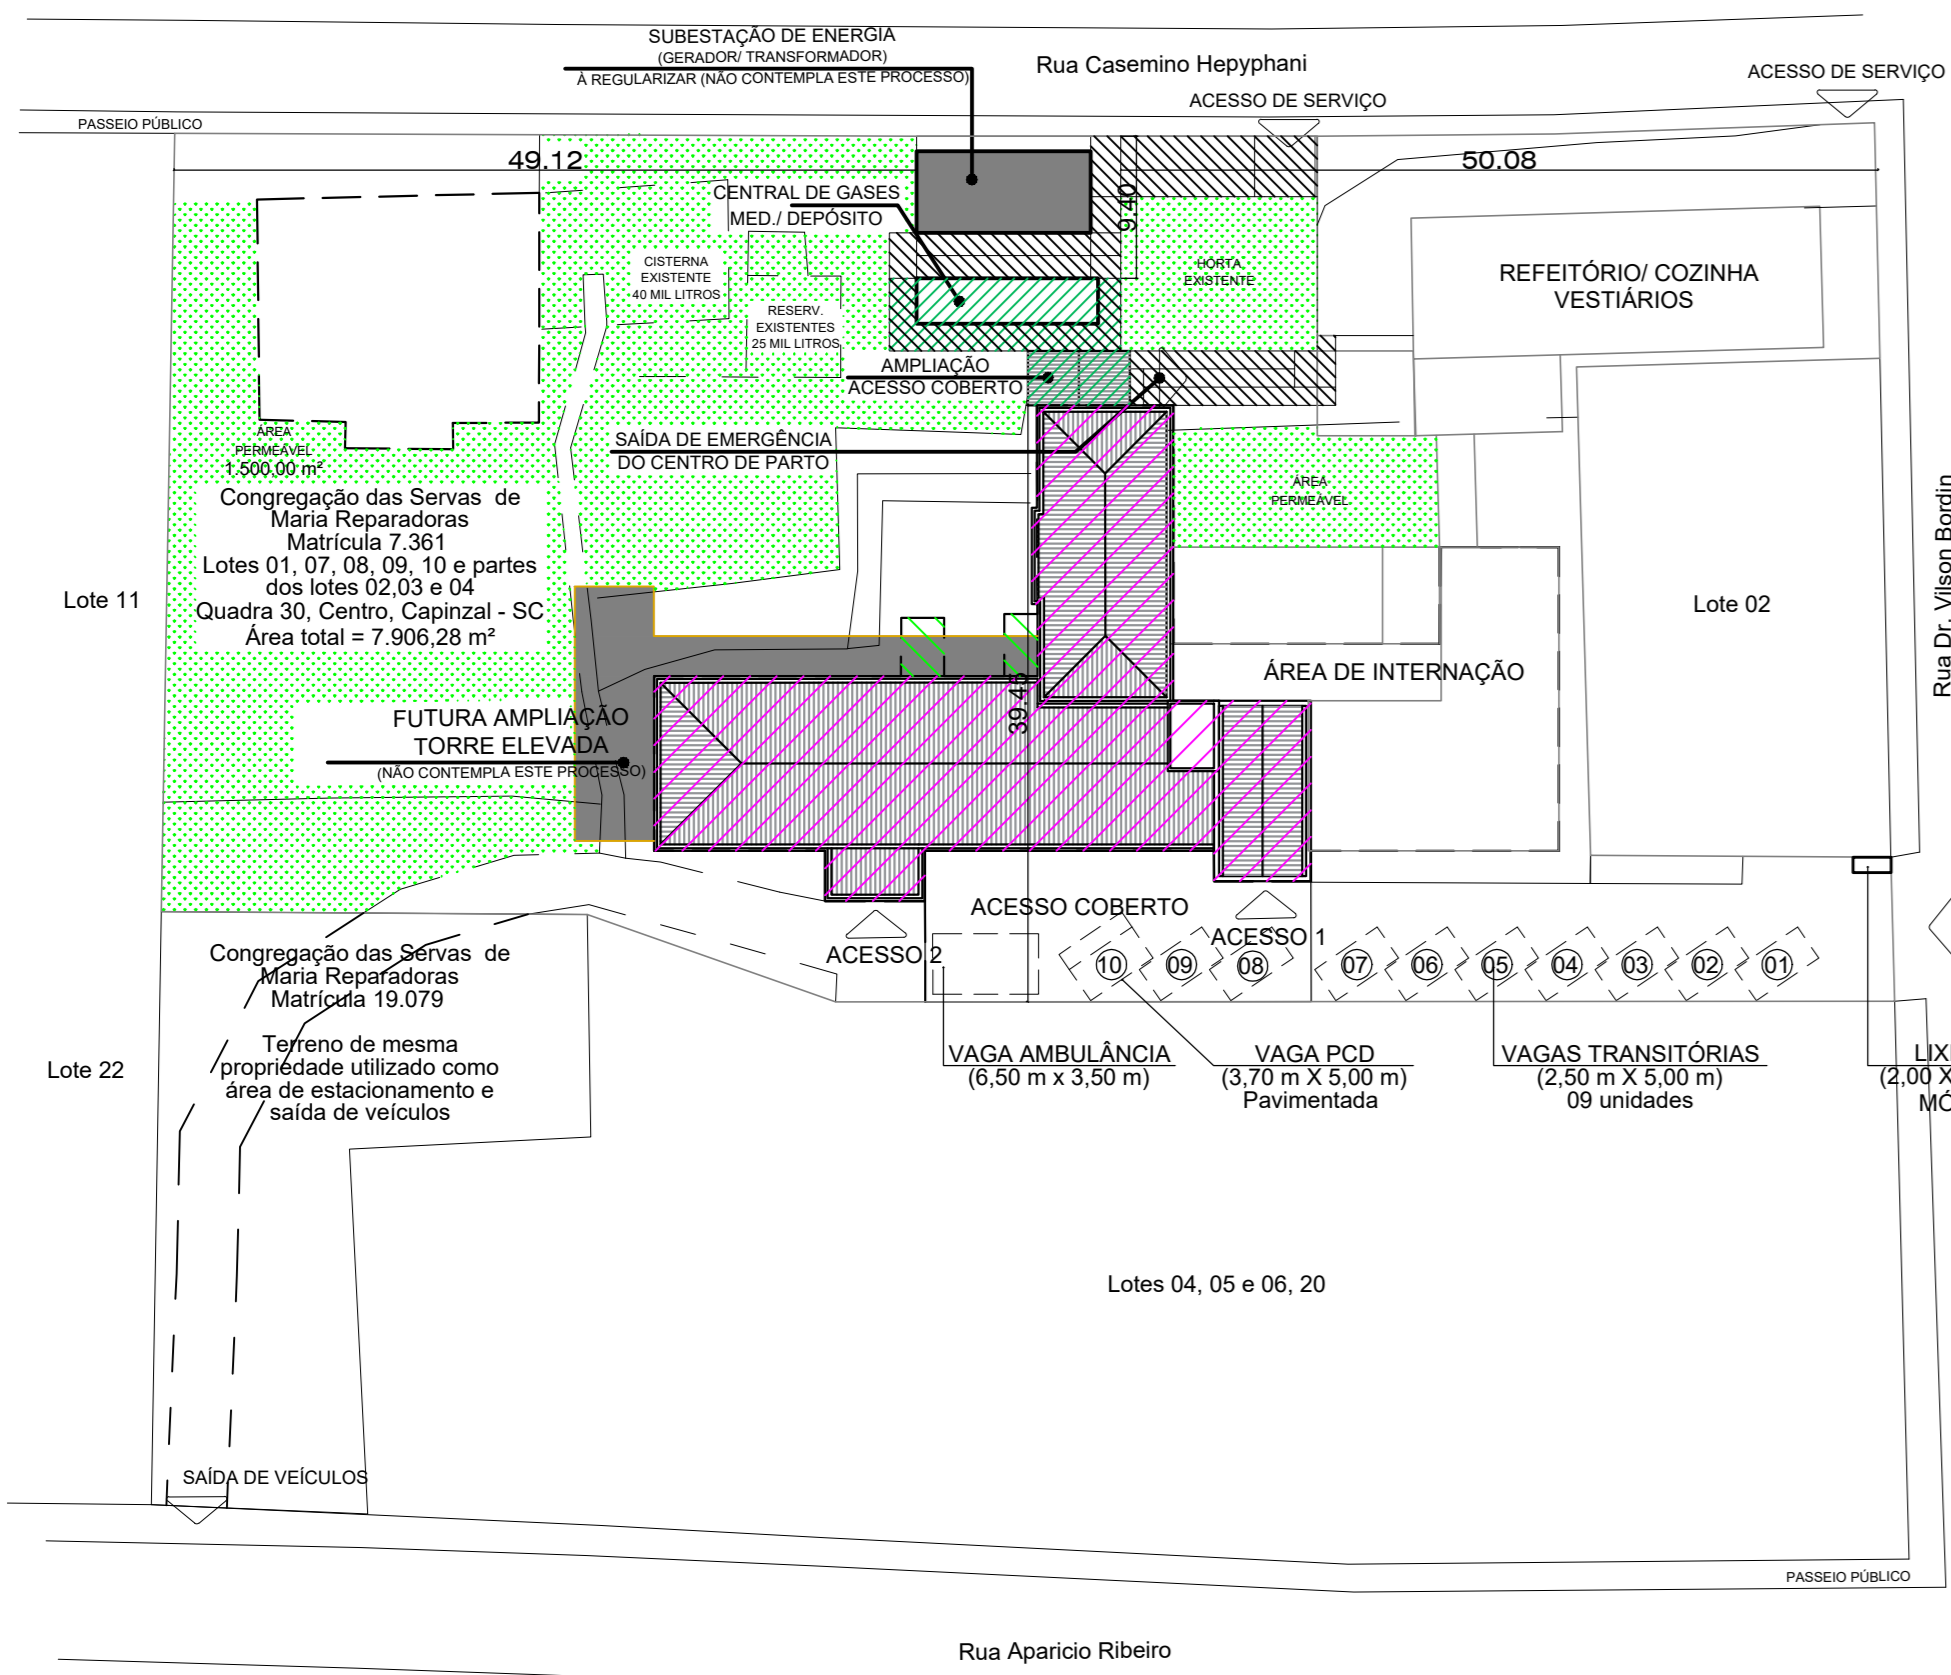 SUBESTAÇÃO DE ENERGIA
(GERADOR/ TRANSFORMADOR)
À REGULARIZAR (NÃO CONTEMPLA ESTE PROCESSO)
Rua Casemino Hepyphani
ACESSO DE SERVIÇO
ACESSO DE SERVIÇO
PASSEIO PÚBLICO
49.12
50.08
CENTRAL DE GASES
MED./ DEPÓSITO
9.40
CISTERNA
EXISTENTE
40 MIL LITROS
HORTA
EXISTENTE
REFEITÓRIO/ COZINHA
VESTIÁRIOS
RESERV.
EXISTENTES
25 MIL LITROS
AMPLIAÇÃO
ACESSO COBERTO
SAÍDA DE EMERGÊNCIA
DO CENTRO DE PARTO
ÁREA
PERMEÁVEL
1.500,00 m²
ÁREA
PERMEÁVEL
Congregação das Servas de
Maria Reparadoras
Matrícula 7.361
Lotes 01, 07, 08, 09, 10 e partes
dos lotes 02,03 e 04
Quadra 30, Centro, Capinzal - SC
Área total = 7.906,28 m²
Lote 11
Lote 02
Rua Dr. Vilson Bordin
ÁREA DE INTERNAÇÃO
39.45
FUTURA AMPLIAÇÃO
TORRE ELEVADA
(NÃO CONTEMPLA ESTE PROCESSO)
ACESSO COBERTO
ACESSO 1
ACESSO 2
10
09
08
07
06
05
04
03
02
01
Congregação das Servas de
Maria Reparadoras
Matrícula 19.079
Terreno de mesma
propriedade utilizado como
área de estacionamento e
saída de veículos
Lote 22
VAGA AMBULÂNCIA
(6,50 m x 3,50 m)
VAGA PCD
(3,70 m X 5,00 m)
Pavimentada
VAGAS TRANSITÓRIAS
(2,50 m X 5,00 m)
09 unidades
LIX
(2,00 X
MÓ
Lotes 04, 05 e 06, 20
SAÍDA DE VEÍCULOS
PASSEIO PÚBLICO
Rua Aparicio Ribeiro